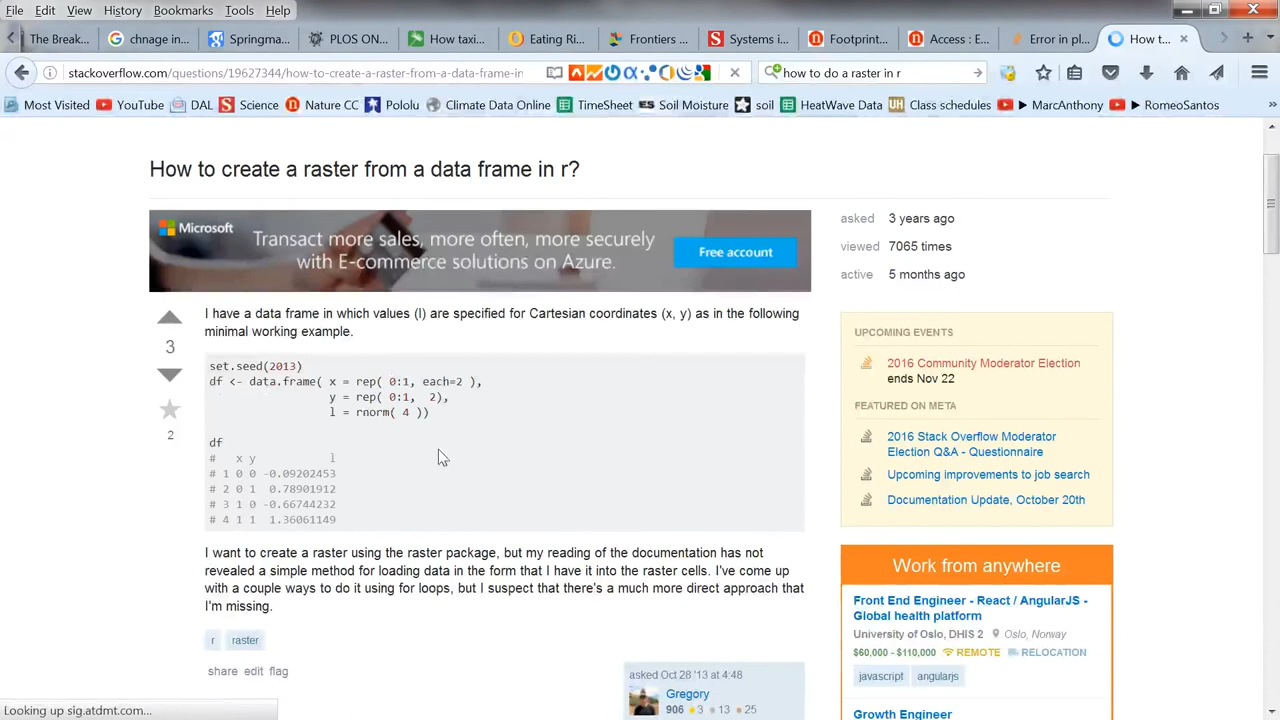 File Edit View History Bookmarks Tools Help
The Break... chnage in... Springma... PLOS ON... How taxi... Eating Ri... Frontiers ... Systems i... Footprint... Access : E... Error in pl... How t...
stackoverflow.com/questions/19627344/how-to-create-a-raster-from-a-data-frame-in how to do a raster in r
Most Visited YouTube DAL Science Nature CC Pololu Climate Data Online TimeSheet Soil Moisture soil HeatWave Data Class schedules MarcAnthony RomeoSantos
How to create a raster from a data frame in r?
Microsoft
Transact more sales, more often, more securely
with E-commerce solutions on Azure.
Free account
asked 3 years ago
viewed 7065 times
active 5 months ago
3
2
I have a data frame in which values (l) are specified for Cartesian coordinates (x, y) as in the following
minimal working example.
set.seed(2013)
df <- data.frame( x = rep( 0:1, each=2 ),
y = rep( 0:1, 2),
l = rnorm( 4 ))
df
# x y l
# 1 0 0 -0.09202453
# 2 0 1 0.78901912
# 3 1 0 -0.66744232
# 4 1 1 1.36061149
I want to create a raster using the raster package, but my reading of the documentation has not
revealed a simple method for loading data in the form that I have it into the raster cells. I've come up
with a couple ways to do it using for loops, but I suspect that there's a much more direct approach that
I'm missing.
r raster
share edit flag
asked Oct 28 '13 at 4:48
Gregory
906 3 13 25
UPCOMING EVENTS
2016 Community Moderator Election
ends Nov 22
FEATURED ON META
2016 Stack Overflow Moderator
Election Q&A - Questionnaire
Upcoming improvements to job search
Documentation Update, October 20th
Work from anywhere
Front End Engineer - React / AngularJS -
Global health platform
University of Oslo, DHIS 2 Oslo, Norway
$60,000 - $110,000 REMOTE RELOCATION
javascript angularjs
Growth Engineer
Looking up sig.atdmt.com...